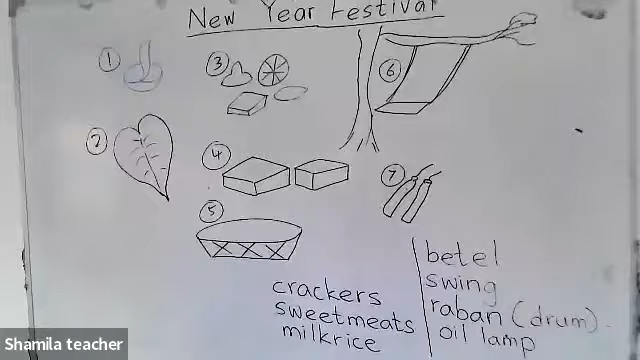 New Year Festival
1
2
3
4
5
6
7
crackers
sweetmeats
milkrice
betel
swing
raban (drum).
oil lamp
Shamila teacher